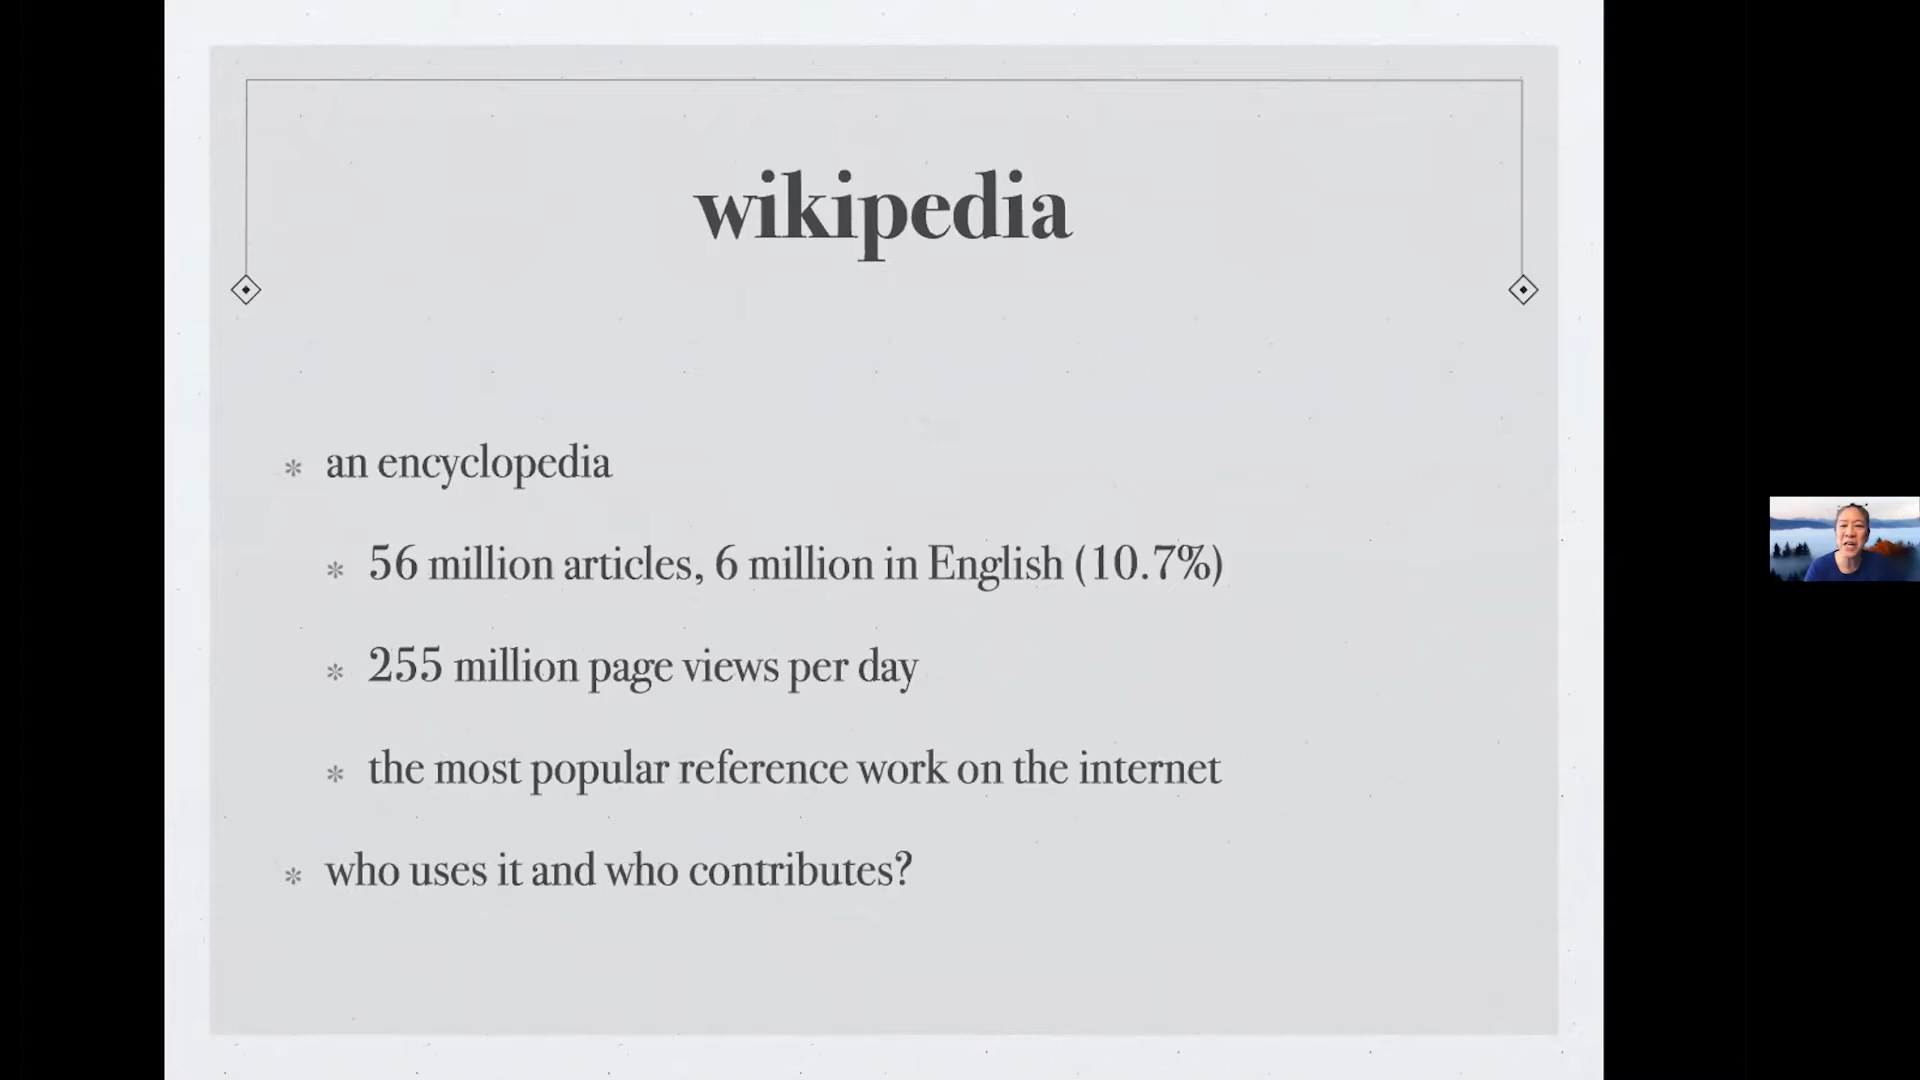 wikipedia
* an encyclopedia
* 56 million articles, 6 million in English (10.7%)
* 255 million page views per day
* the most popular reference work on the internet
* who uses it and who contributes?